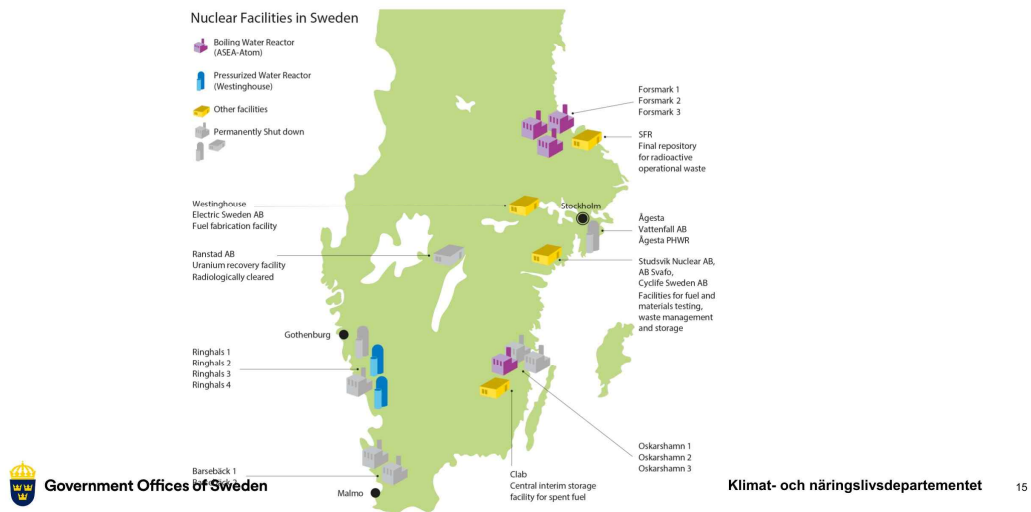 Nuclear Facilities in Sweden
Boiling Water Reactor
(ASEA-Atom)
Pressurized Water Reactor
(Westinghouse)
Other facilities
Permanently Shut down
Forsmark 1
Forsmark 2
Forsmark 3
SFR
Final repository
for radioactive
operational waste
Westinghouse
Electric Sweden AB
Fuel fabrication facility
Stockholm
Ågesta
Vattenfall AB
Ågesta PHWR
Ranstad AB
Uranium recovery facility
Radiologically cleared
Studsvik Nuclear AB,
AB Svafo,
Cyclife Sweden AB
Facilities for fuel and
materials testing,
waste management
and storage
Gothenburg
Ringhals 1
Ringhals 2
Ringhals 3
Ringhals 4
Oskarshamn 1
Oskarshamn 2
Oskarshamn 3
Barsebäck 1
Clab
Central interim storage
facility for spent fuel
Malmo
Government Offices of Sweden
Klimat- och näringslivsdepartementet
15